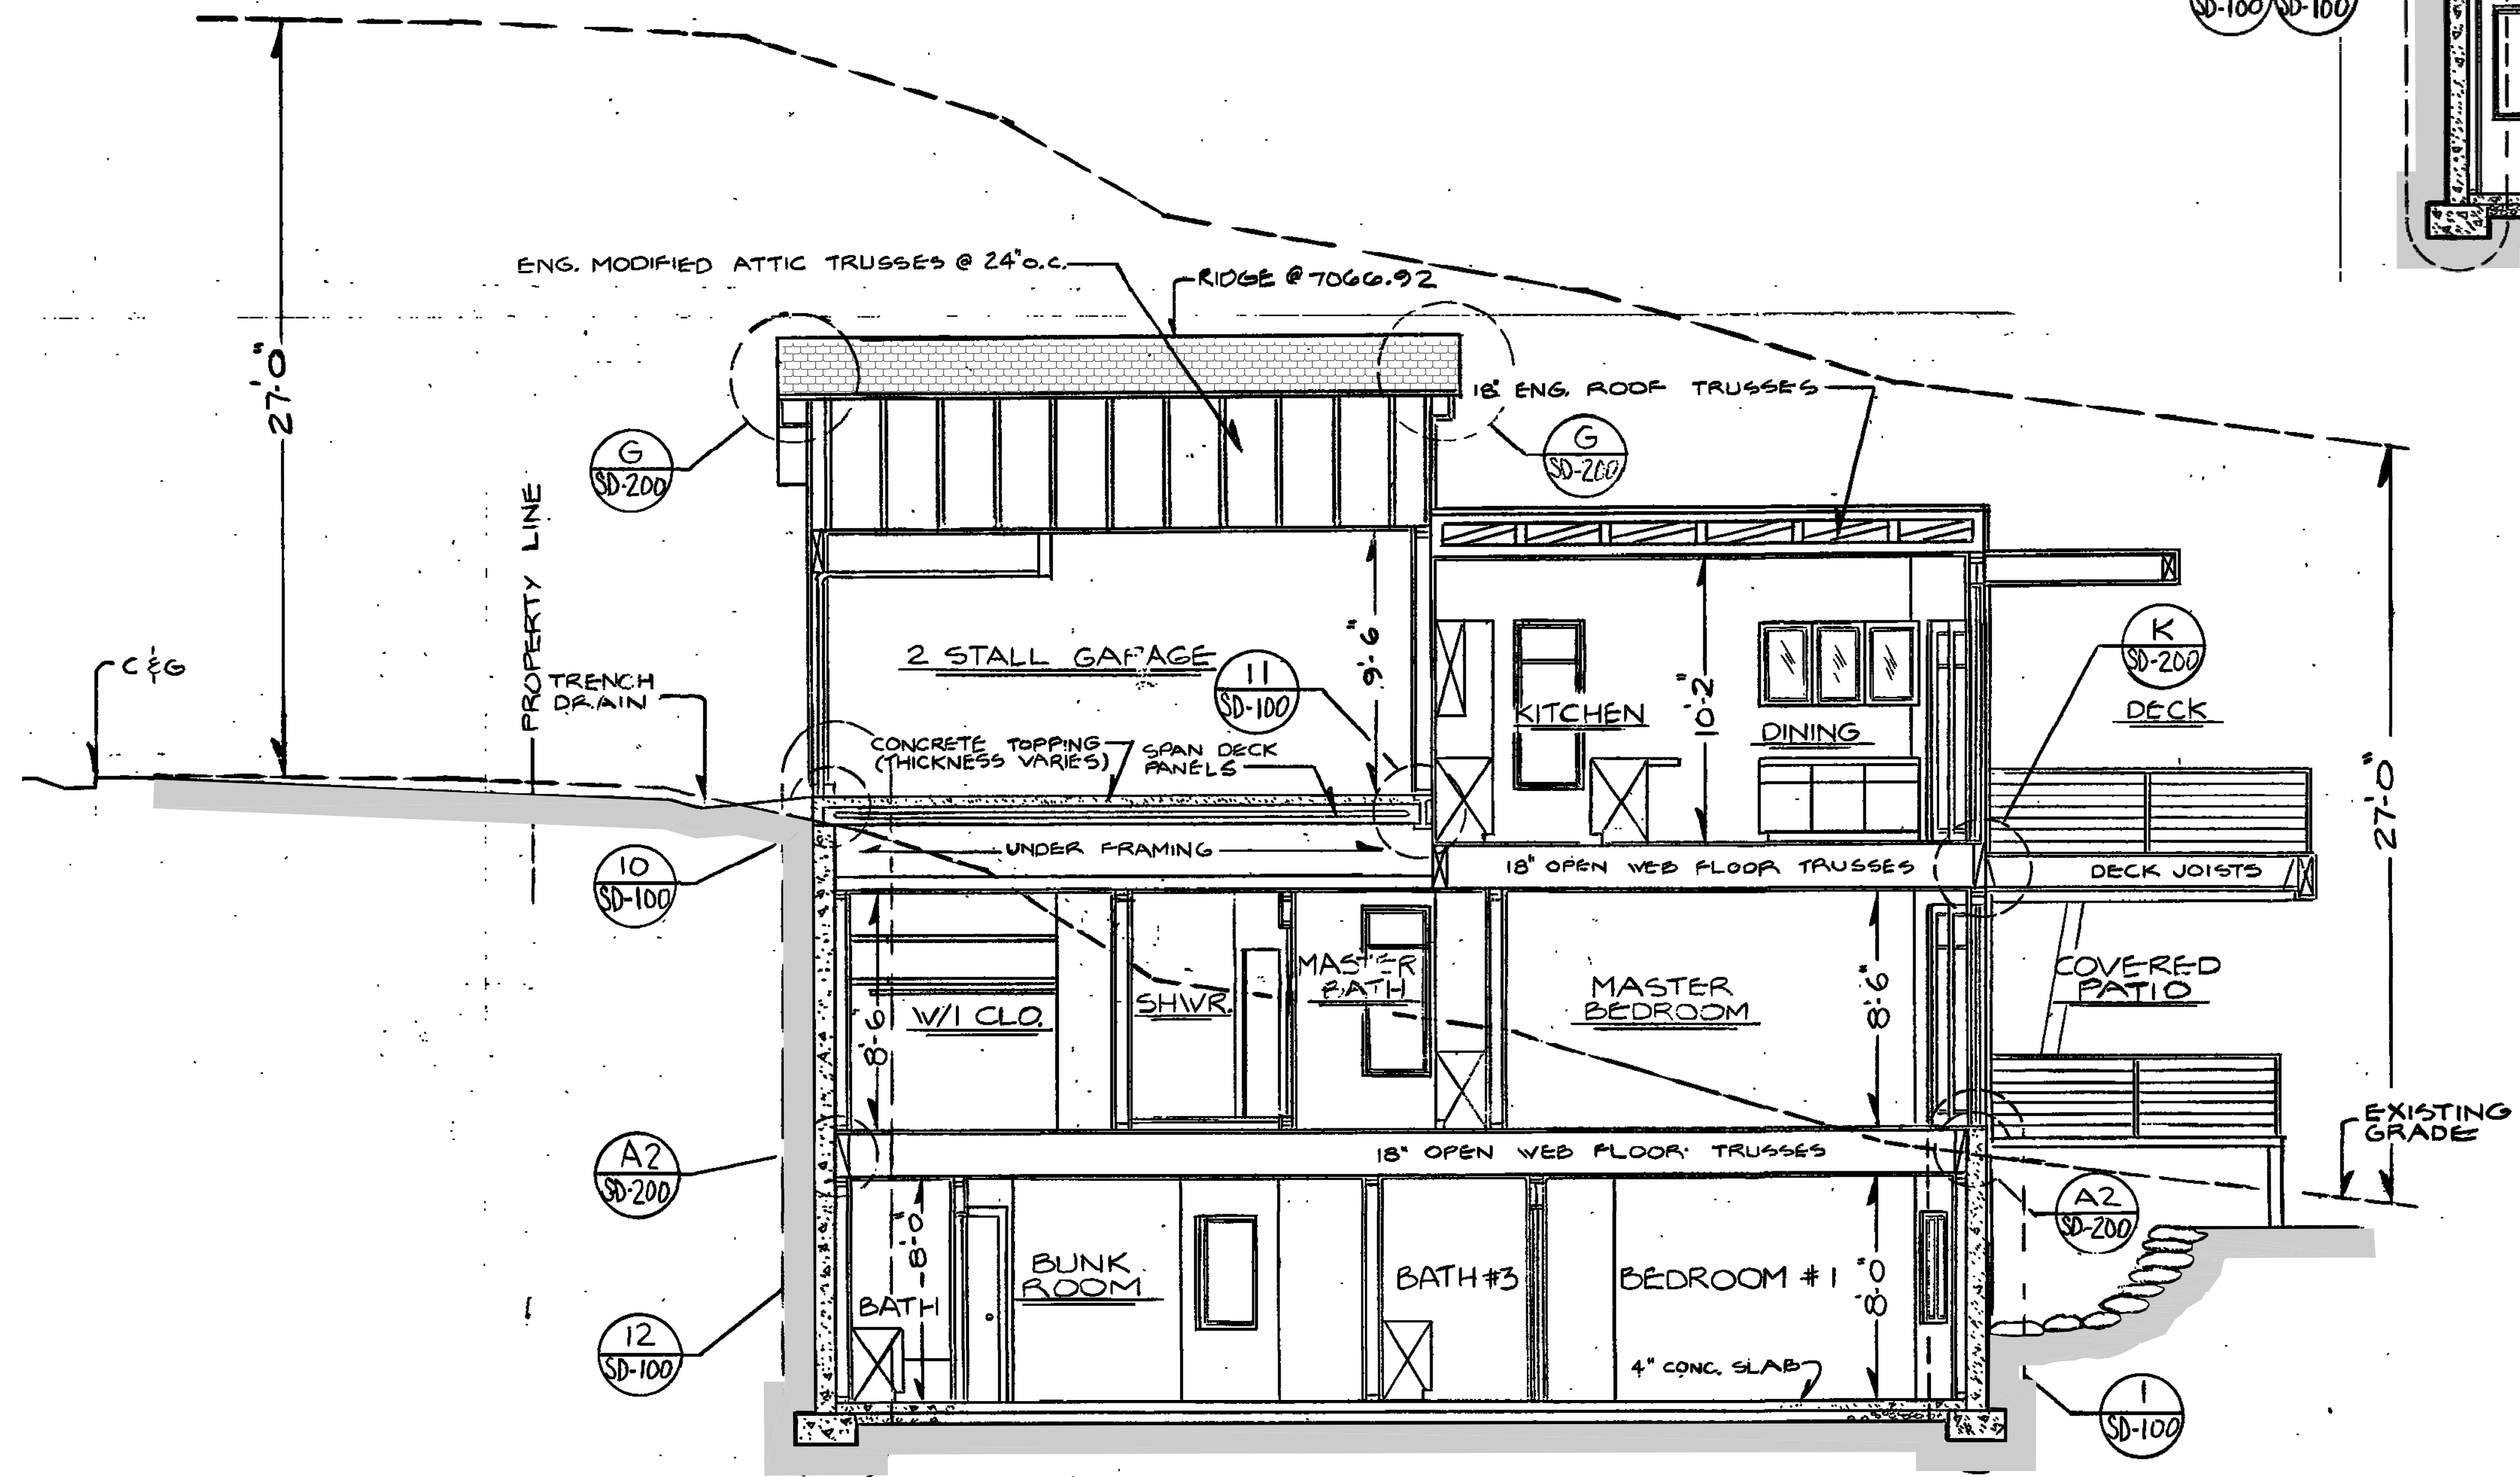 SD-100
SD-100
27'-0"
ENG. MODIFIED ATTIC TRUSSES @ 24" o.c.
RIDGE @ 7066.92
18" ENG. ROOF TRUSSES
G
SD-200
G
SD-200
PROPERTY LINE
C & G
TRENCH
DRAIN
2 STALL GARAGE
9'-6"
11
SD-100
CONCRETE TOPPING
(THICKNESS VARIES)
SPAN DECK
PANELS
KITCHEN
10'-2"
DINING
K
SD-200
DECK
27'-0"
UNDER FRAMING
18" OPEN WEB FLOOR TRUSSES
DECK JOISTS
10
SD-100
W/I CLO.
8'-6"
SHWR.
MASTER
BATH
MASTER
BEDROOM
8'-6"
COVERED
PATIO
EXISTING
GRADE
A2
SD-200
18" OPEN WEB FLOOR TRUSSES
A2
SD-200
BATH
8'-0"
BUNK
ROOM
BATH #3
BEDROOM #1
8'-0"
12
SD-100
4" CONC. SLAB
1
SD-100